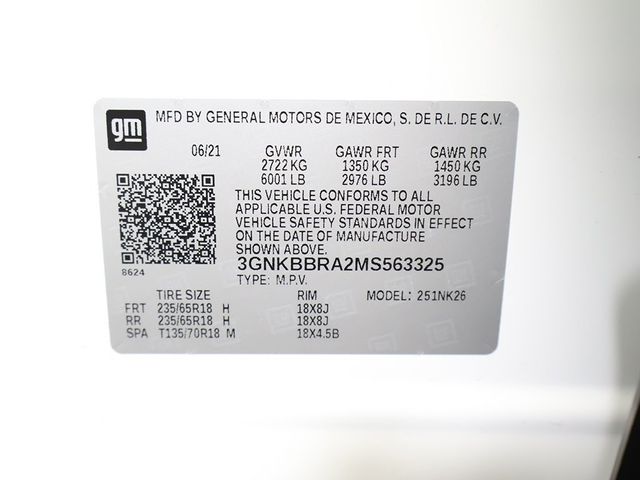 gm
MFD BY GENERAL MOTORS DE MEXICO, S. DE R.L. DE C.V.
06/21 GVWR GAWR FRT GAWR RR
2722 KG 1350 KG 1450 KG
6001 LB 2976 LB 3196 LB
THIS VEHICLE CONFORMS TO ALL
APPLICABLE U.S. FEDERAL MOTOR
VEHICLE SAFETY STANDARDS IN EFFECT
ON THE DATE OF MANUFACTURE
SHOWN ABOVE.
8624
3GNKBBRA2MS563325
TYPE: M.P.V.
TIRE SIZE RIM MODEL: 251NK26
FRT 235/65R18 H 18X8J
RR 235/65R18 H 18X8J
SPA T135/70R18 M 18X4.5B